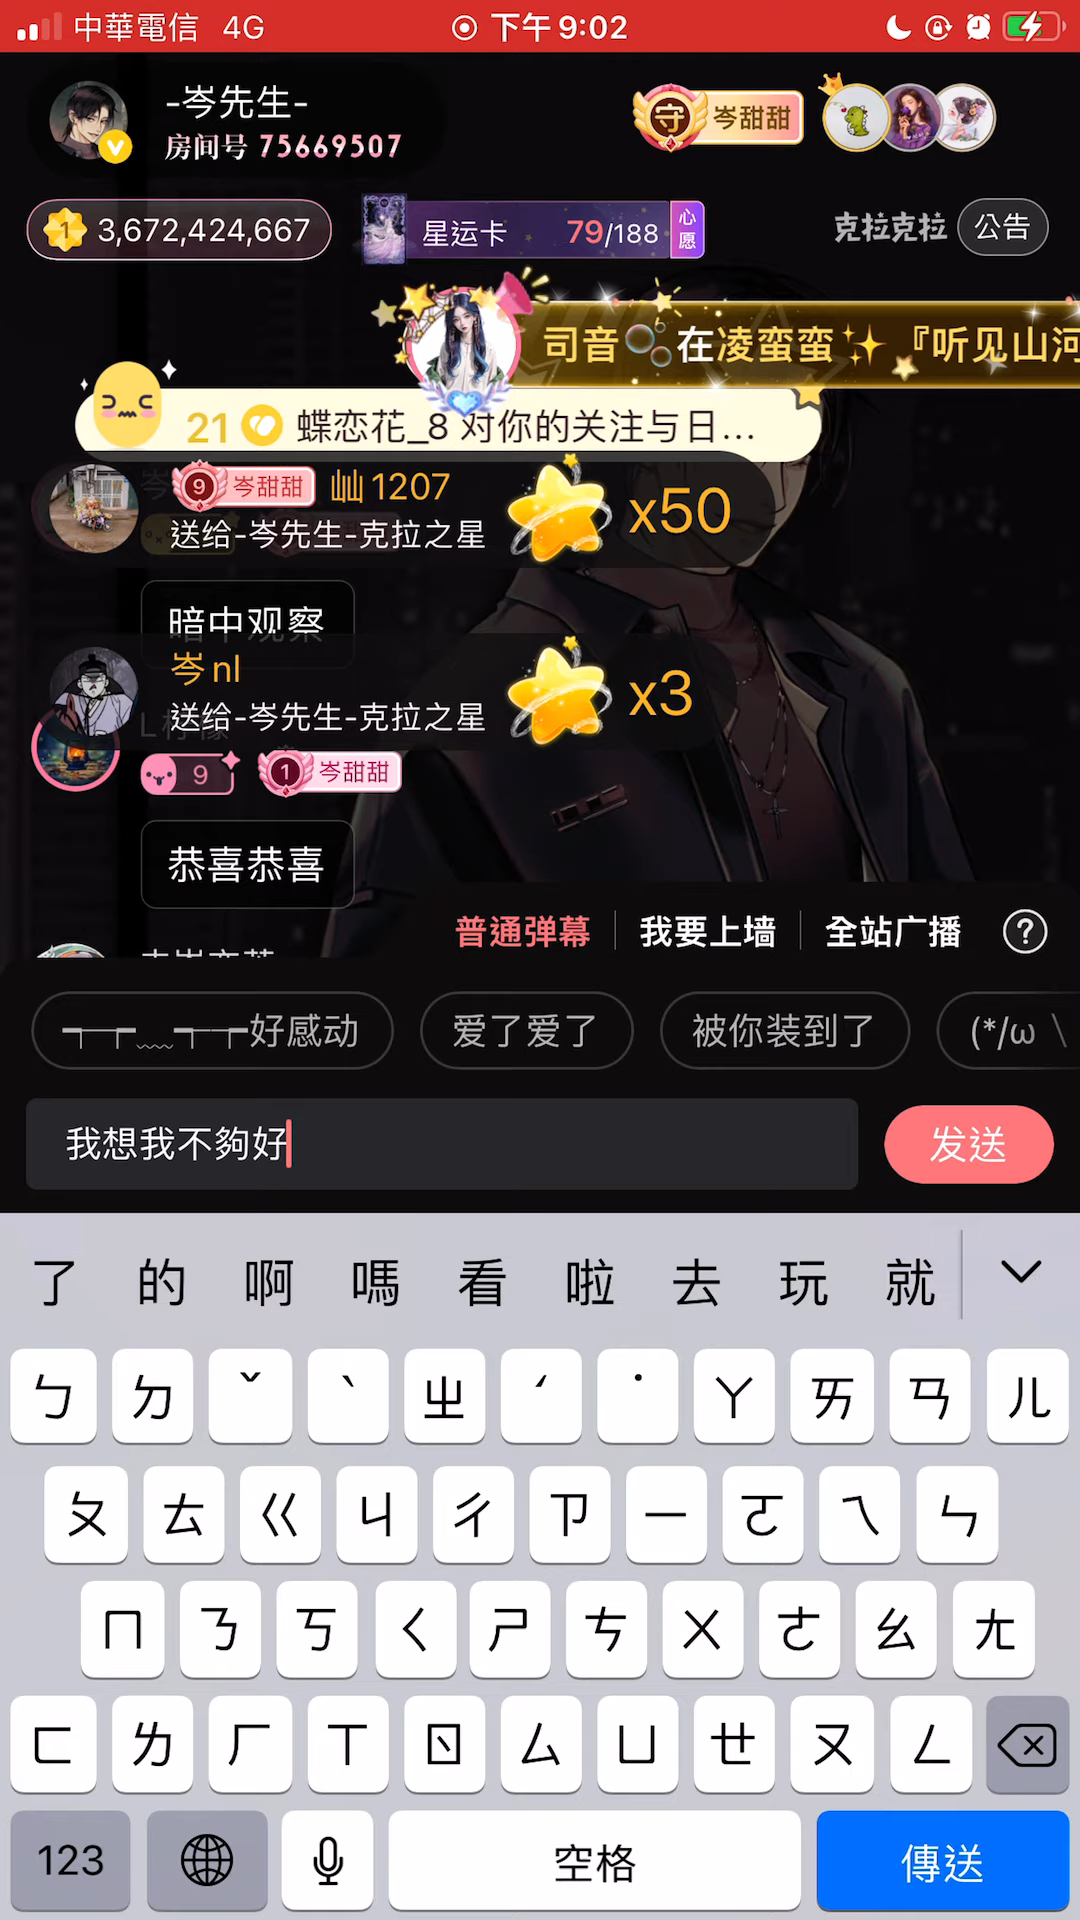 中華電信 4G 下午9:02
-岑先生-
房间号 75669507
守 岑甜甜
1 3,672,424,667
星运卡 79/188 心愿
克拉克拉 公告
司音 在凌蛮蛮 『听见山河
21 蝶恋花_8 对你的关注与日...
9 岑甜甜 1207
送给-岑先生-克拉之星 x50
暗中观察
岑nl
送给-岑先生-克拉之星 x3
9 1 岑甜甜
恭喜恭喜
普通弹幕 我要上墙 全站广播 ?
┭┮﹏┭┮好感动 爱了爱了 被你装到了 (*/ω\
我想我不夠好 发送
了 的 啊 嗎 看 啦 去 玩 就
ㄅ ㄉ ˇ ˋ ㄓ ˊ ˙ ㄚ ㄞ ㄢ ㄦ
ㄆ ㄊ ㄍ ㄐ ㄔ ㄗ ㄧ ㄛ ㄟ ㄣ
ㄇ ㄋ ㄎ ㄑ ㄕ ㄘ ㄨ ㄜ ㄠ ㄤ
ㄈ ㄌ ㄏ ㄒ ㄖ ㄙ ㄩ ㄝ ㄡ ㄥ
123 空格 傳送